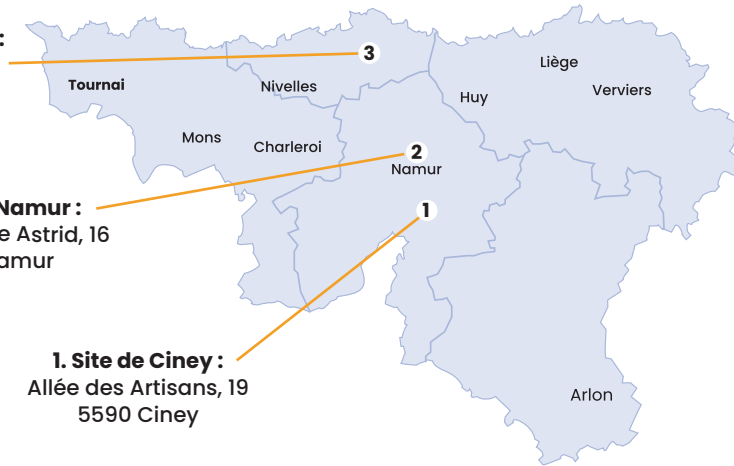 :
3
Liège
Tournai
Nivelles
Verviers
Huy
Mons
Charleroi
2
Namur
Namur :
Astrid, 16
1
1. Site de Ciney :
Allée des Artisans, 19
5590 Ciney
Arlon